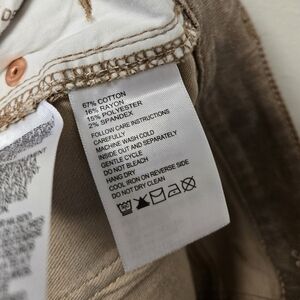 67% COTTON
16% RAYON
15% POLYESTER
2% SPANDEX
FOLLOW CARE INSTRUCTIONS
CAREFULLY
MACHINE WASH COLD
INSIDE OUT AND SEPARATELY
GENTLE CYCLE
DO NOT BLEACH
HANG DRY
COOL IRON ON REVERSE SIDE
DO NOT DRY CLEAN